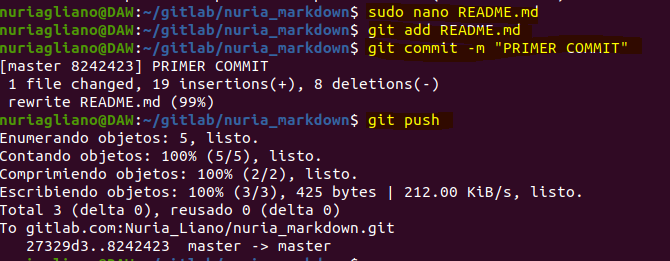 nuriagliano@DAW:~/gitlab/nuria_markdown$ sudo nano README.md
nuriagliano@DAW:~/gitlab/nuria_markdown$ git add README.md
nuriagliano@DAW:~/gitlab/nuria_markdown$ git commit -m "PRIMER COMMIT"
[master 8242423] PRIMER COMMIT
 1 file changed, 19 insertions(+), 8 deletions(-)
 rewrite README.md (99%)
nuriagliano@DAW:~/gitlab/nuria_markdown$ git push
Enumerando objetos: 5, listo.
Contando objetos: 100% (5/5), listo.
Comprimiendo objetos: 100% (2/2), listo.
Escribiendo objetos: 100% (3/3), 425 bytes | 212.00 KiB/s, listo.
Total 3 (delta 0), reusado 0 (delta 0)
To gitlab.com:Nuria_Liano/nuria_markdown.git
   27329d3..8242423  master -> master
nuriagliano@DAW:~/gitlab/nuria_markdown$